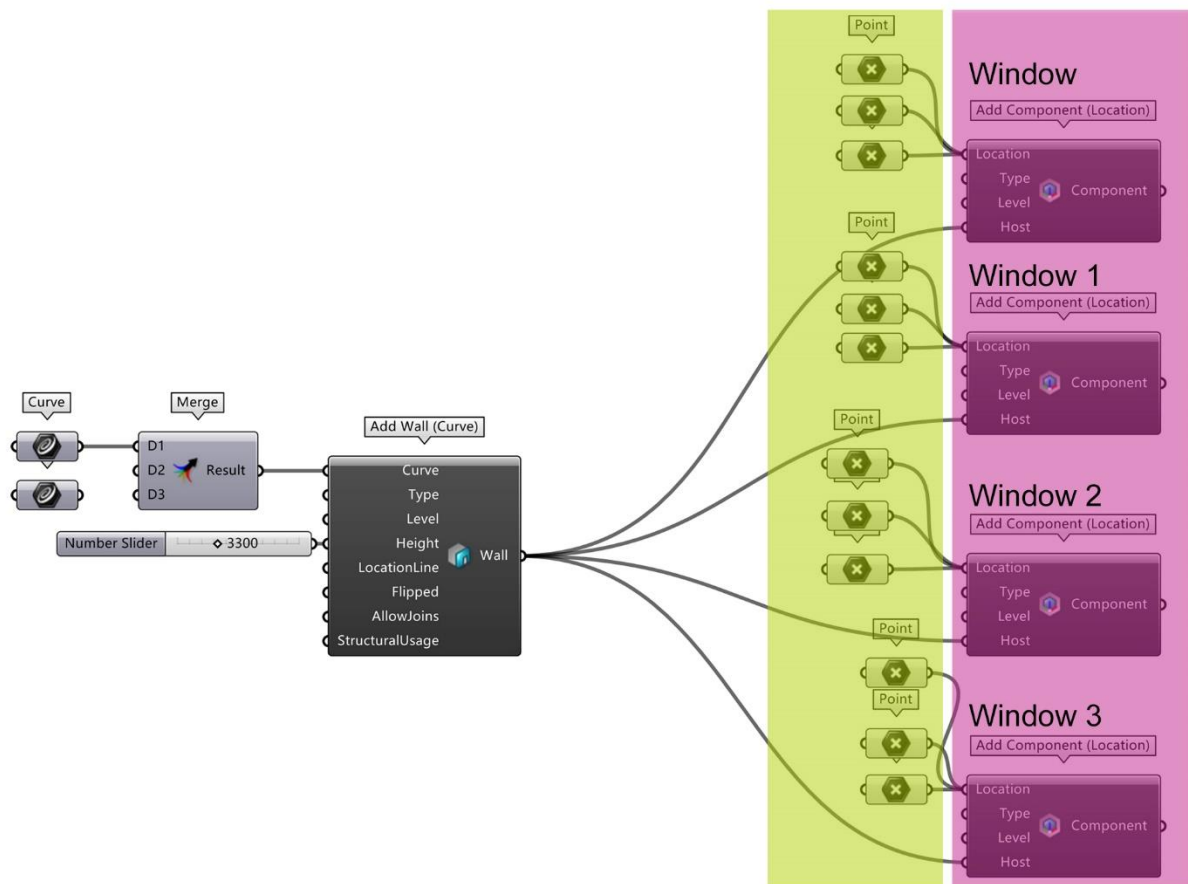 Curve
Merge
D1
D2
D3
Result
Number Slider
3300
Add Wall (Curve)
Curve
Type
Level
Height
LocationLine
Flipped
AllowJoins
StructuralUsage
Wall
Point
Window
Add Component (Location)
Location
Type
Level
Host
Component
Point
Window 1
Add Component (Location)
Location
Type
Level
Host
Component
Point
Window 2
Add Component (Location)
Location
Type
Level
Host
Component
Point
Point
Window 3
Add Component (Location)
Location
Type
Level
Host
Component